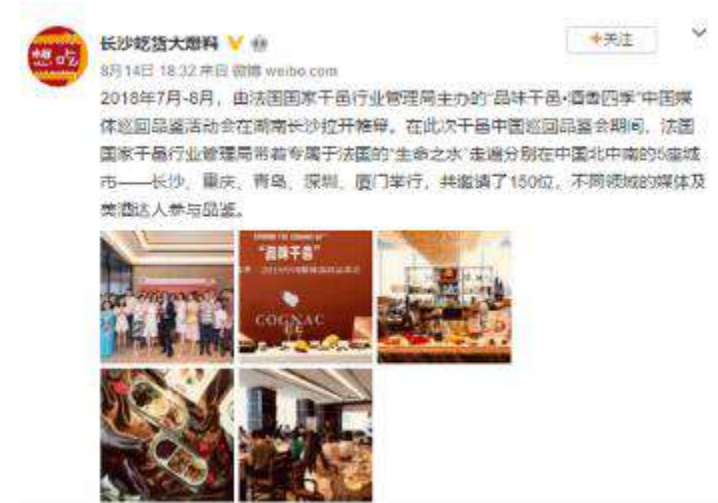 长沙吃货大爆料
+关注
8月14日 18:32 来自 微博 weibo.com
2018年7月-8月，由法国国家干邑行业管理局主办的"品味干邑•酒香四季"中国媒
体巡回品鉴活动会在湖南长沙拉开帷幕。在此次干邑中国巡回品鉴会期间，法国
国家干邑行业管理局带着专属于法国的"生命之水"走遍分别在中国北中南的5座城
市——长沙、重庆、青岛、深圳、厦门举行，共邀请了150位，不同领域的媒体及
美酒达人参与品鉴。
"品味干邑"
COGNAC